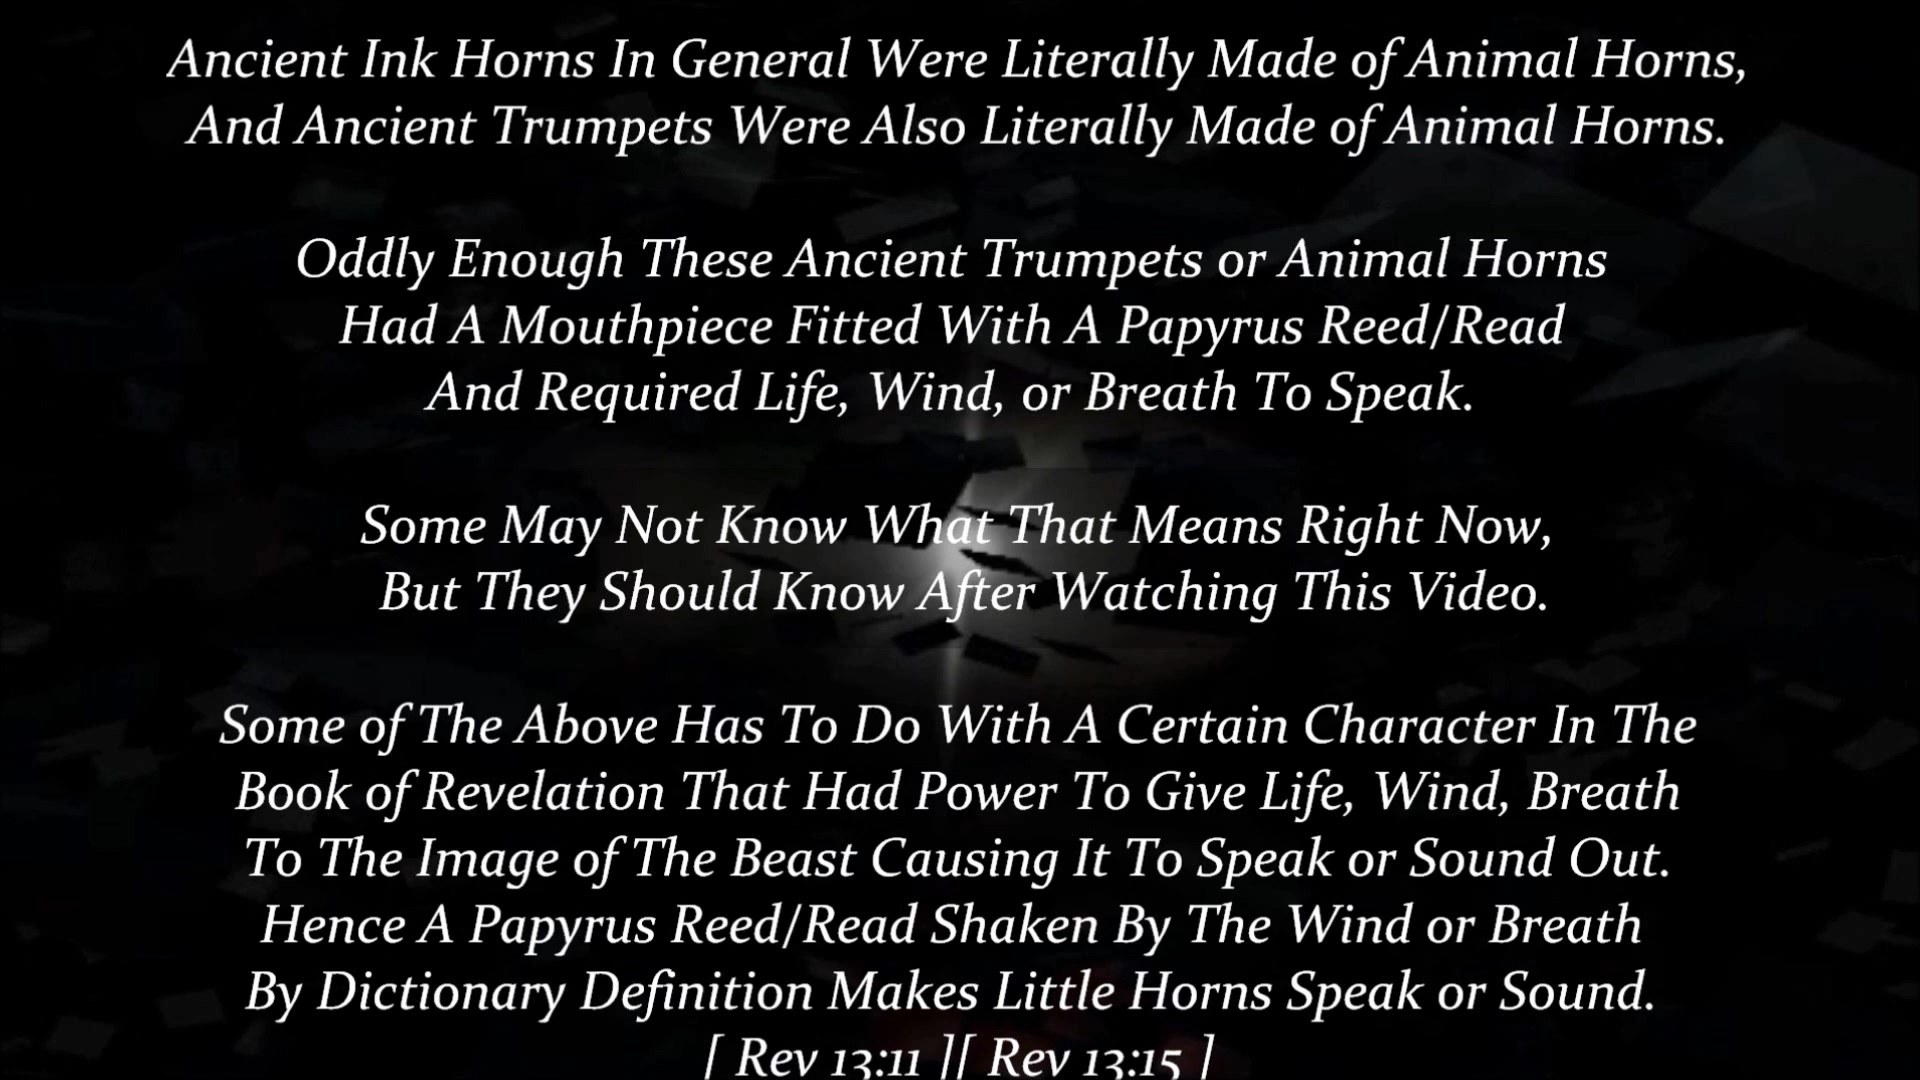 Ancient Ink Horns In General Were Literally Made of Animal Horns,
And Ancient Trumpets Were Also Literally Made of Animal Horns.
Oddly Enough These Ancient Trumpets or Animal Horns
Had A Mouthpiece Fitted With A Papyrus Reed/Read
And Required Life, Wind, or Breath To Speak.
Some May Not Know What That Means Right Now,
But They Should Know After Watching This Video.
Some of The Above Has To Do With A Certain Character In The
Book of Revelation That Had Power To Give Life, Wind, Breath
To The Image of The Beast Causing It To Speak or Sound Out.
Hence A Papyrus Reed/Read Shaken By The Wind or Breath
By Dictionary Definition Makes Little Horns Speak or Sound.
[ Rev 13:11 ][ Rev 13:15 ]